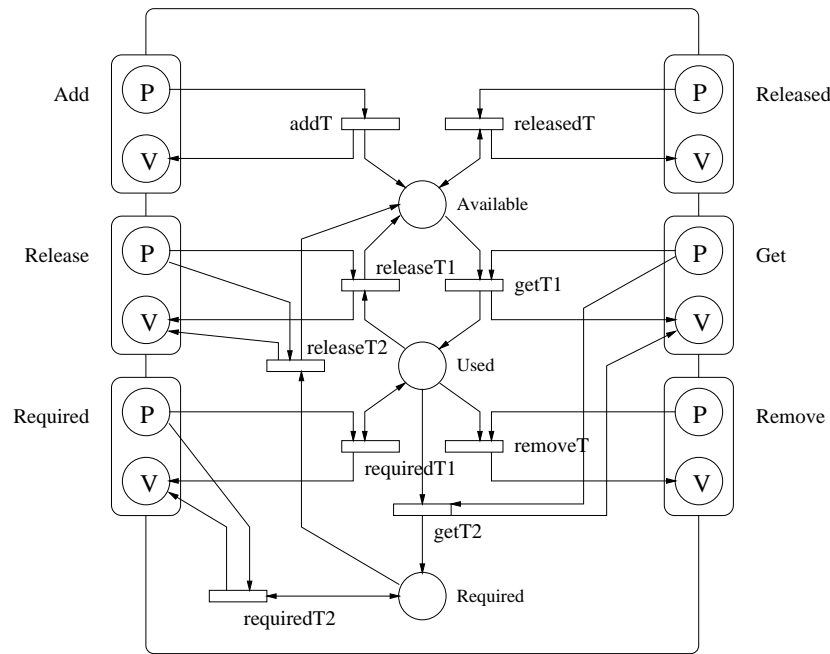 Add
P
V
addT
releasedT
P
V
Released
Available
Release
P
V
releaseT1
getT1
P
V
Get
releaseT2
Used
Required
P
V
requiredT1
removeT
P
V
Remove
getT2
Required
requiredT2